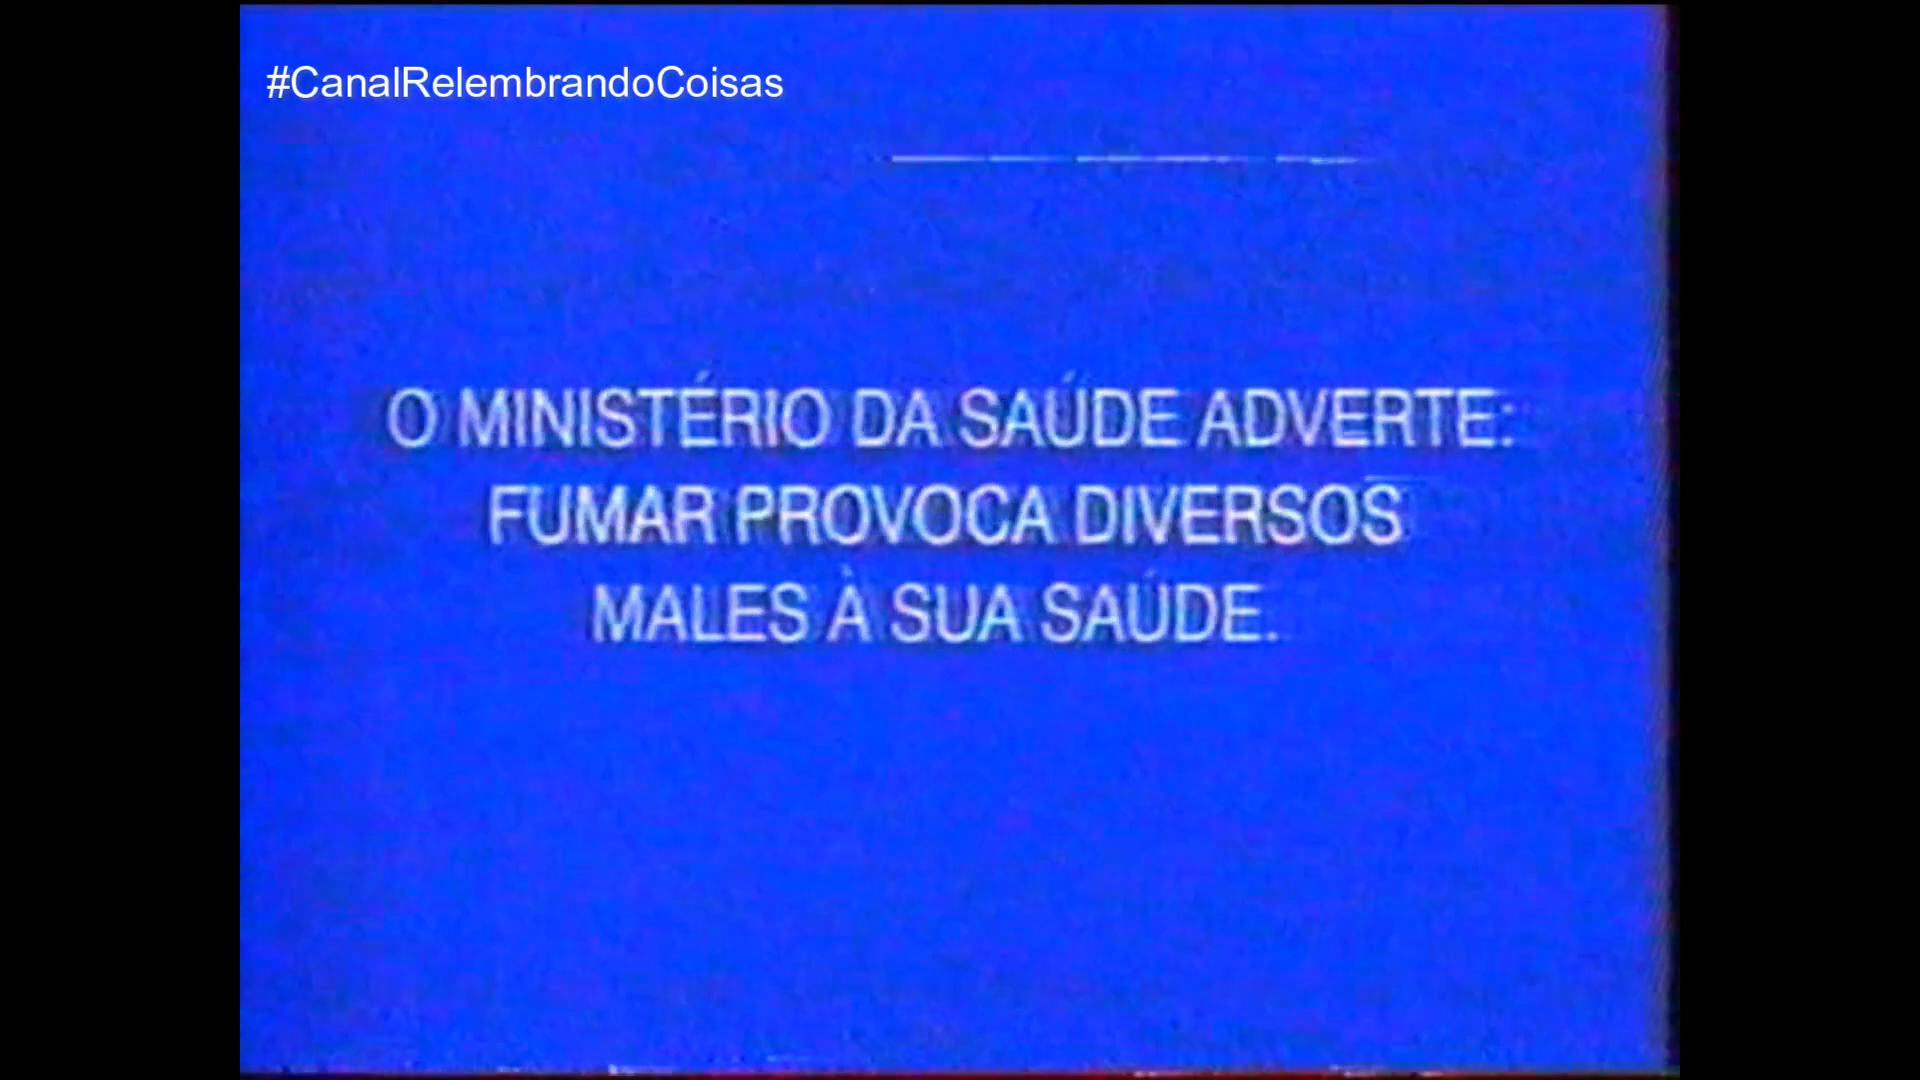 #CanalRelembrandoCoisas
O MINISTÉRIO DA SAÚDE ADVERTE:
FUMAR PROVOCA DIVERSOS
MALES À SUA SAÚDE.